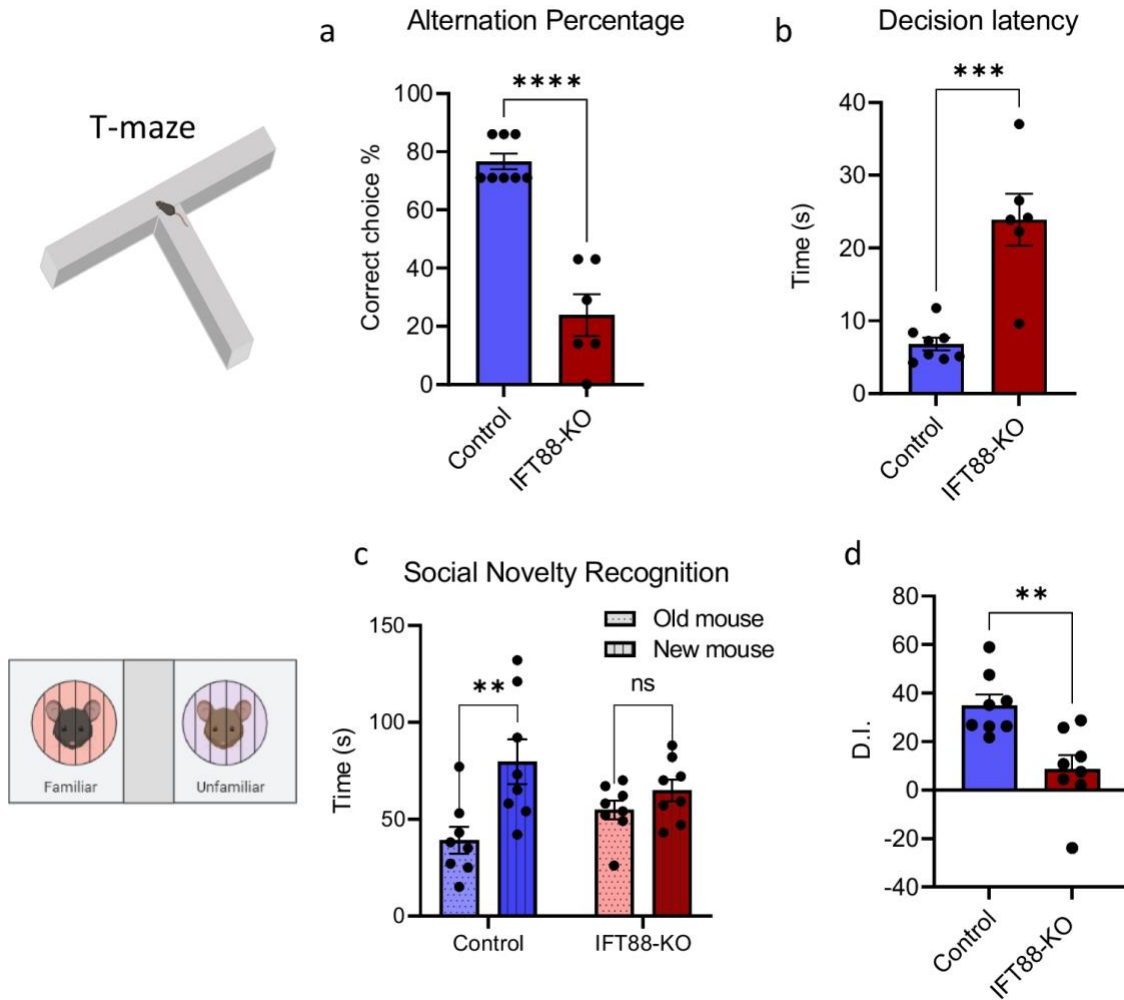 a
Alternation Percentage
T-maze
****
Correct choice %
100
80
60
40
20
0
Control
IFT88-KO
b
Decision latency
***
Time (s)
40
30
20
10
0
Control
IFT88-KO
Familiar
Unfamiliar
c
Social Novelty Recognition
Old mouse
New mouse
**
ns
Time (s)
150
100
50
0
Control
IFT88-KO
d
**
D.I.
80
60
40
20
0
-20
-40
Control
IFT88-KO